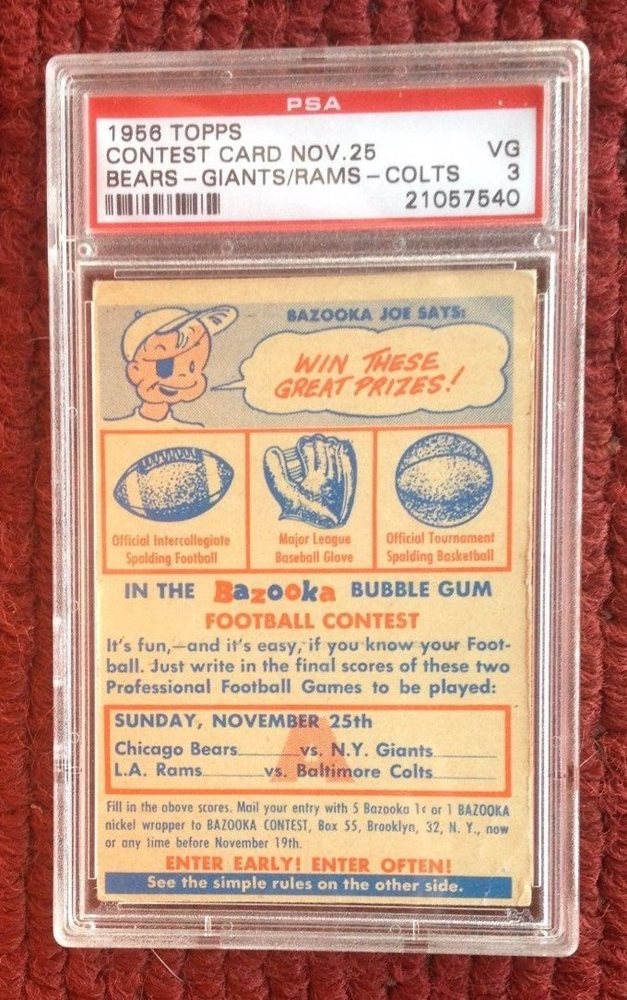 PSA
1956 TOPPS
CONTEST CARD NOV.25 VG
BEARS-GIANTS/RAMS-COLTS 3
21057540
BAZOOKA JOE SAYS:
WIN THESE
GREAT PRIZES!
Official Intercollegiate
Spalding Football
Major League
Baseball Glove
Official Tournament
Spalding Basketball
IN THE Bazooka BUBBLE GUM
FOOTBALL CONTEST
It's fun,—and it's easy, if you know your Foot-
ball. Just write in the final scores of these two
Professional Football Games to be played:
SUNDAY, NOVEMBER 25th
Chicago Bears______vs. N.Y. Giants______
L.A. Rams______vs. Baltimore Colts______
Fill in the above scores. Mail your entry with 5 Bazooka 1¢ or 1 BAZOOKA
nickel wrapper to BAZOOKA CONTEST, Box 55, Brooklyn, 32, N. Y., now
or any time before November 19th.
ENTER EARLY! ENTER OFTEN!
See the simple rules on the other side.